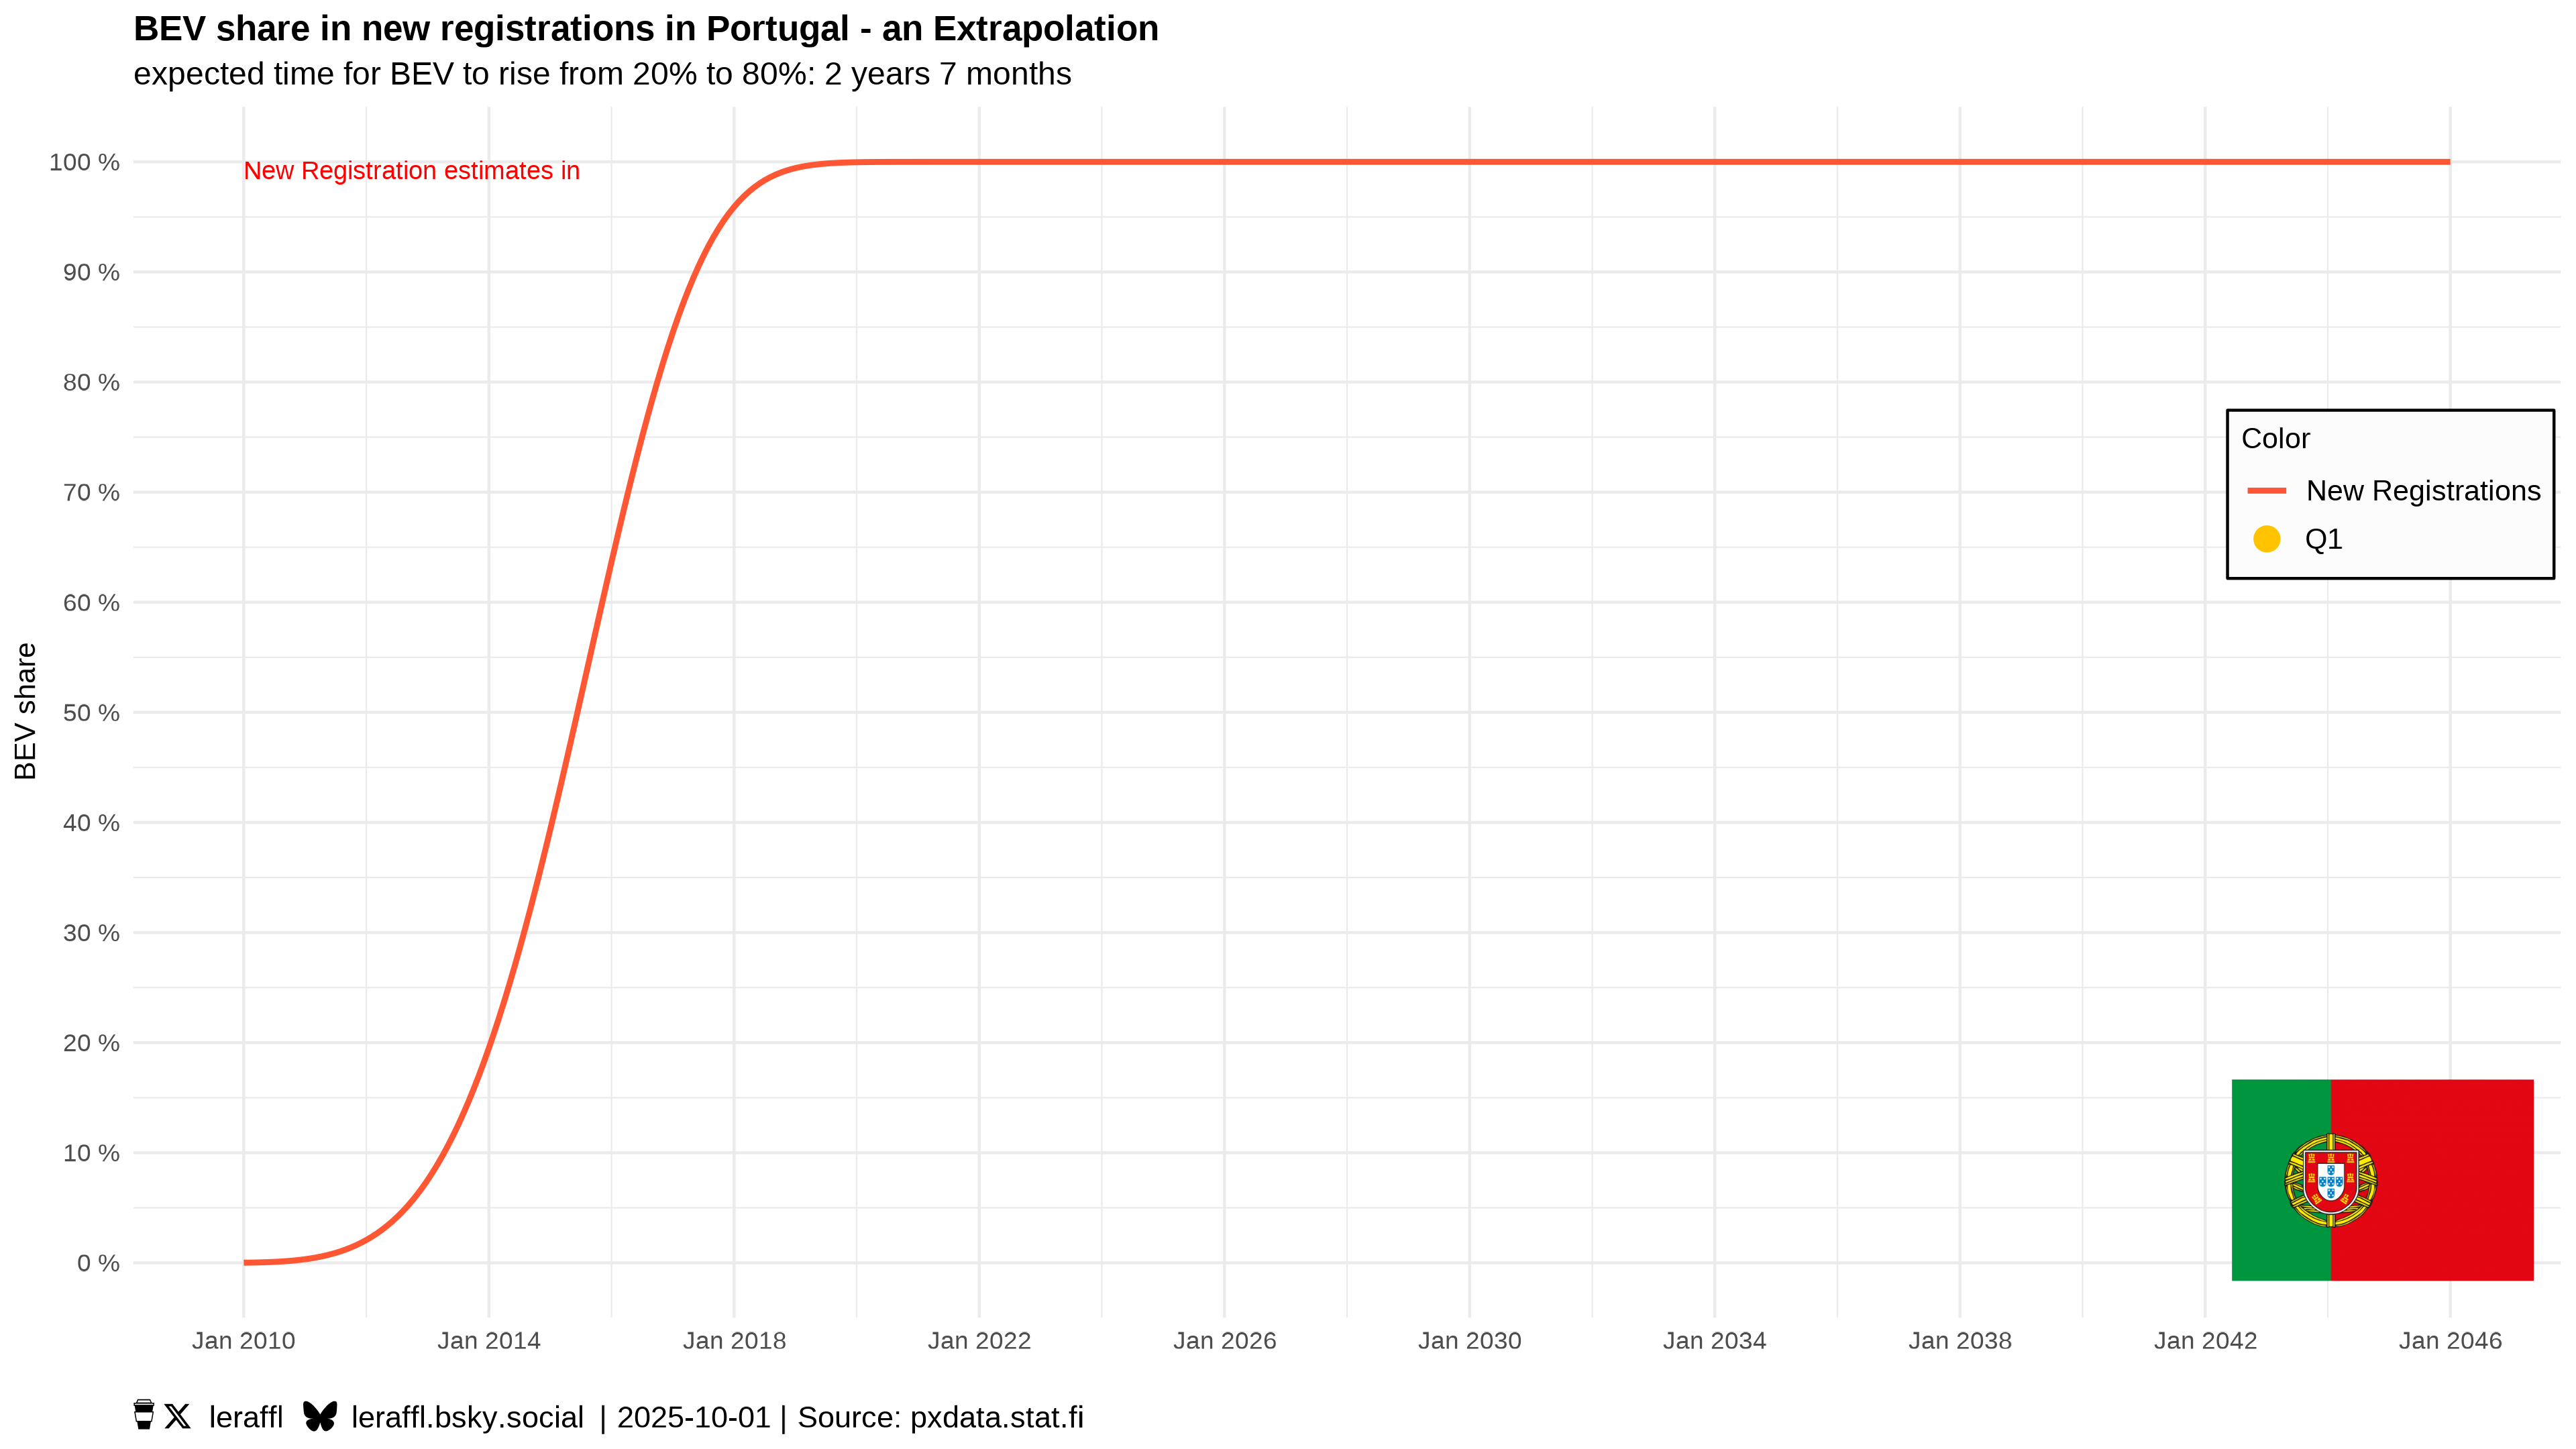 BEV share in new registrations in Portugal - an Extrapolation
expected time for BEV to rise from 20% to 80%: 2 years 7 months
New Registration estimates in
100 %
90 %
80 %
70 %
60 %
50 %
40 %
30 %
20 %
10 %
0 %
BEV share
Color
New Registrations
Q1
Jan 2010 Jan 2014 Jan 2018 Jan 2022 Jan 2026 Jan 2030 Jan 2034 Jan 2038 Jan 2042 Jan 2046
leraffl leraffl.bsky.social | 2025-10-01 | Source: pxdata.stat.fi